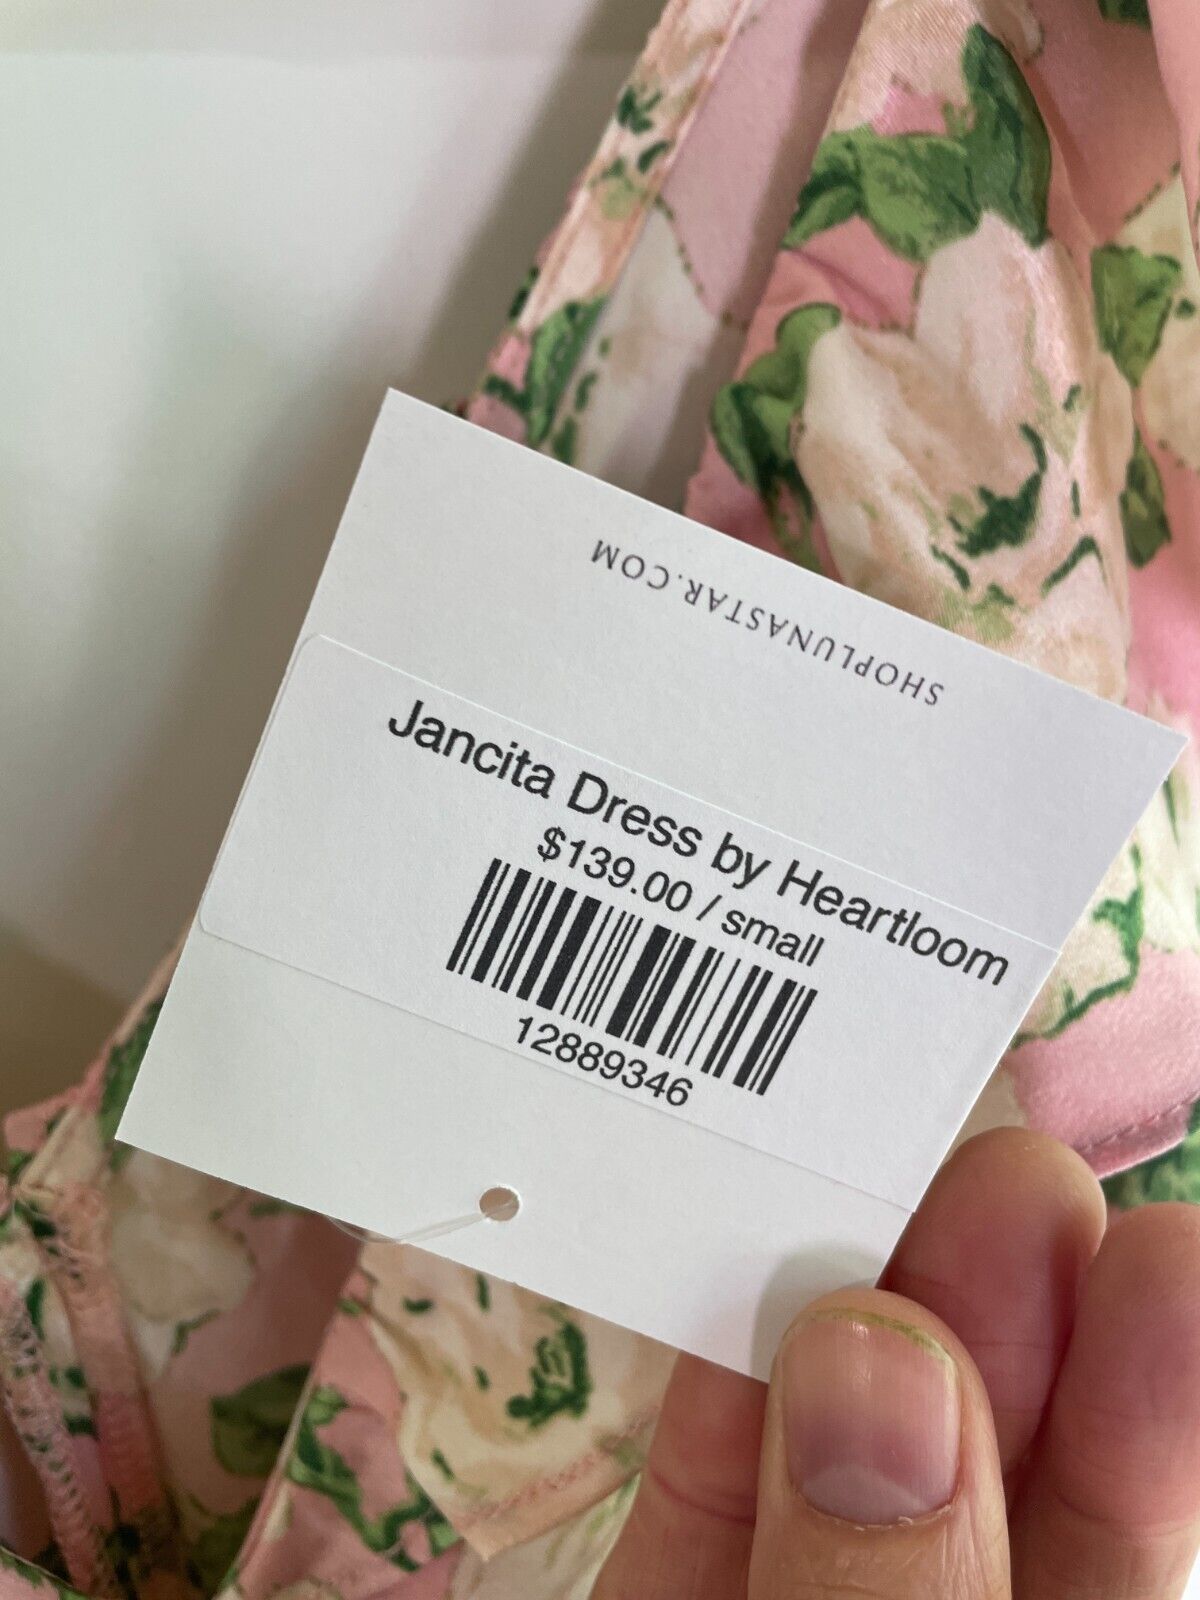 SHOPLUNASTAR.COM
Jancita Dress by Heartloom
$139.00 / small
12889346